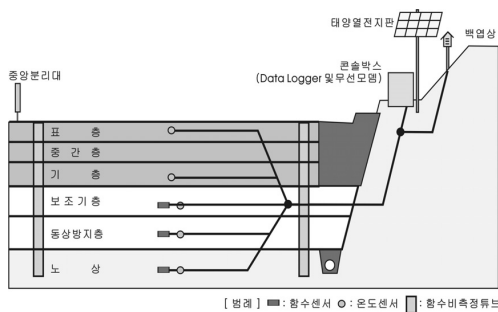 태양열전지판
백엽상
콘솔박스
(Data Logger 및무선모뎀)
중앙분리대
표 층
중 간 층
기 층
보 조 기 층
동상방지층
노 상
[ 범례 ] : 함수센서 : 온도센서 : 함수비측정튜브